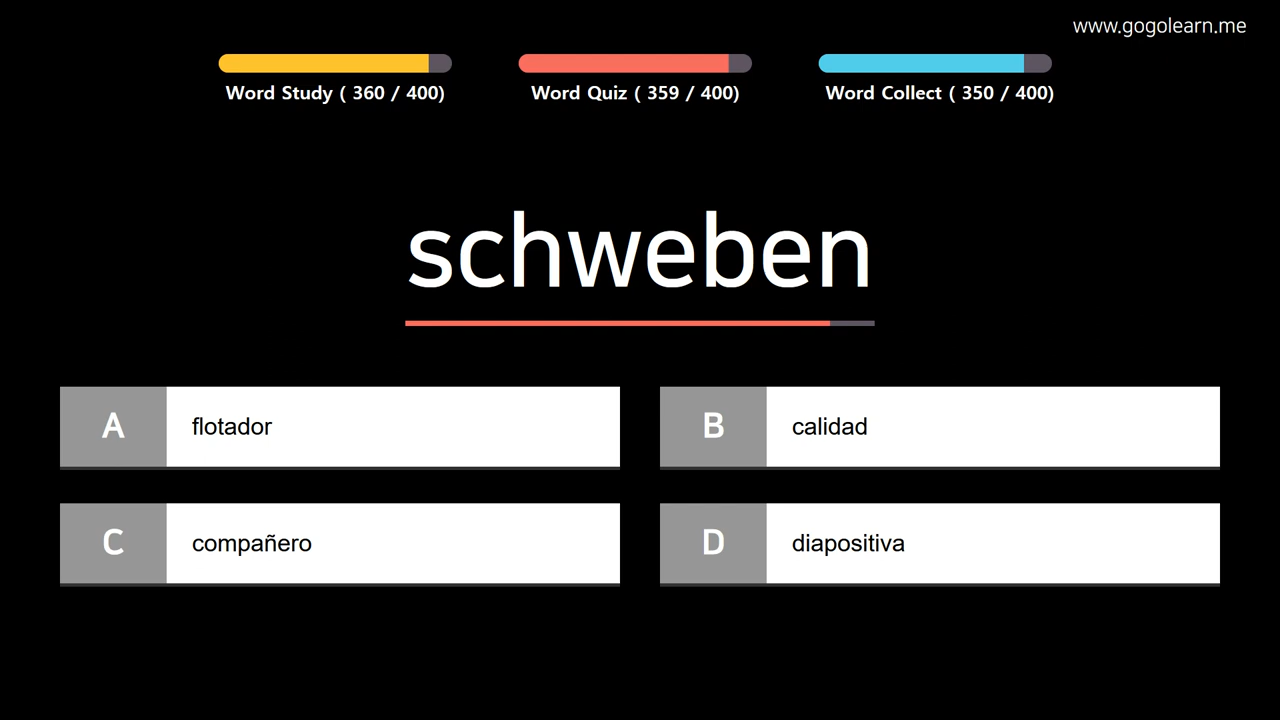 www.gogolearn.me
Word Study ( 360 / 400)
Word Quiz ( 359 / 400)
Word Collect ( 350 / 400)
schweben
A flotador
B calidad
C compañero
D diapositiva